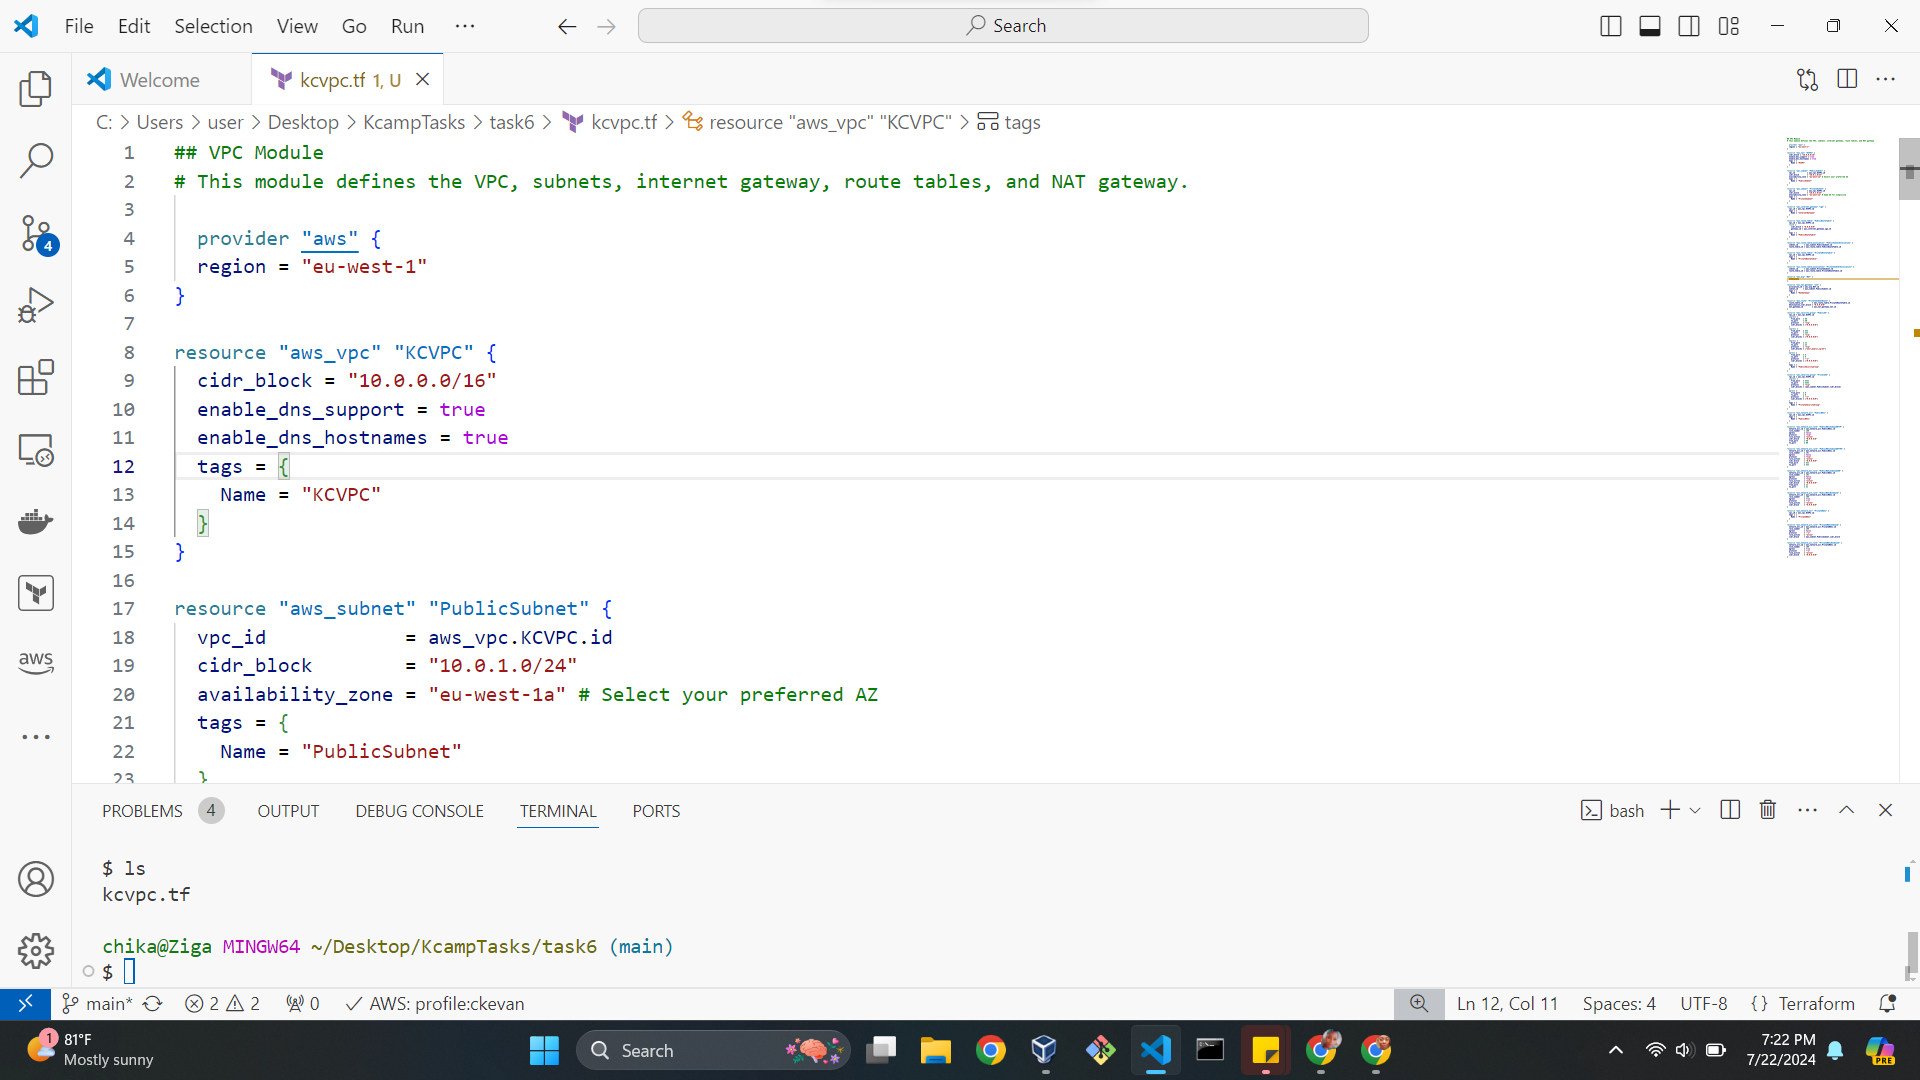 File Edit Selection View Go Run ··· Search
Welcome kcvpc.tf 1, U
C: > Users > user > Desktop > KcampTasks > task6 > kcvpc.tf > resource "aws_vpc" "KCVPC" > tags
1 ## VPC Module
2 # This module defines the VPC, subnets, internet gateway, route tables, and NAT gateway.
3
4 provider "aws" {
5 region = "eu-west-1"
6 }
7
8 resource "aws_vpc" "KCVPC" {
9 cidr_block = "10.0.0.0/16"
10 enable_dns_support = true
11 enable_dns_hostnames = true
12 tags = {
13 Name = "KCVPC"
14 }
15 }
16
17 resource "aws_subnet" "PublicSubnet" {
18 vpc_id = aws_vpc.KCVPC.id
19 cidr_block = "10.0.1.0/24"
20 availability_zone = "eu-west-1a" # Select your preferred AZ
21 tags = {
22 Name = "PublicSubnet"
23 }
4
aws
PROBLEMS 4 OUTPUT DEBUG CONSOLE TERMINAL PORTS bash
$ ls
kcvpc.tf
chika@Ziga MINGW64 ~/Desktop/KcampTasks/task6 (main)
$
main* 2 2 0 AWS: profile:ckevan Ln 12, Col 11 Spaces: 4 UTF-8 {} Terraform
1 81°F
Mostly sunny
Search
7:22 PM
7/22/2024
PRE